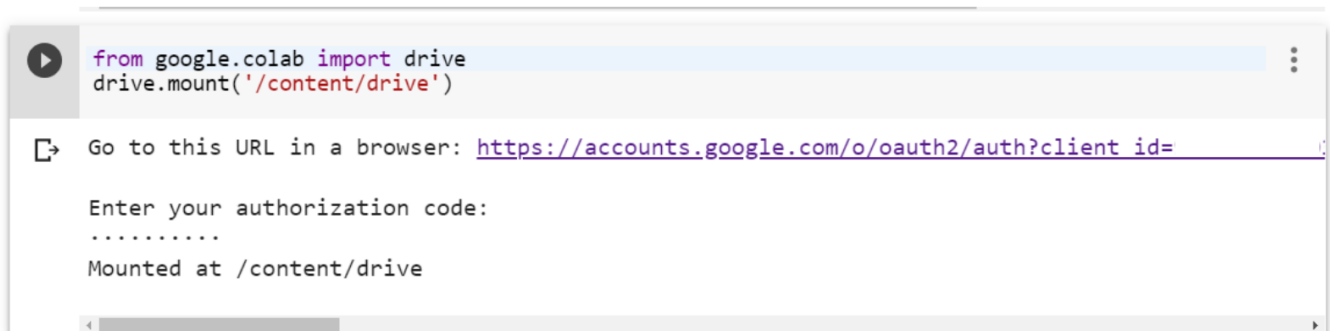 from google.colab import drive
drive.mount('/content/drive')
Go to this URL in a browser: https://accounts.google.com/o/oauth2/auth?client_id=
Enter your authorization code:
··········
Mounted at /content/drive